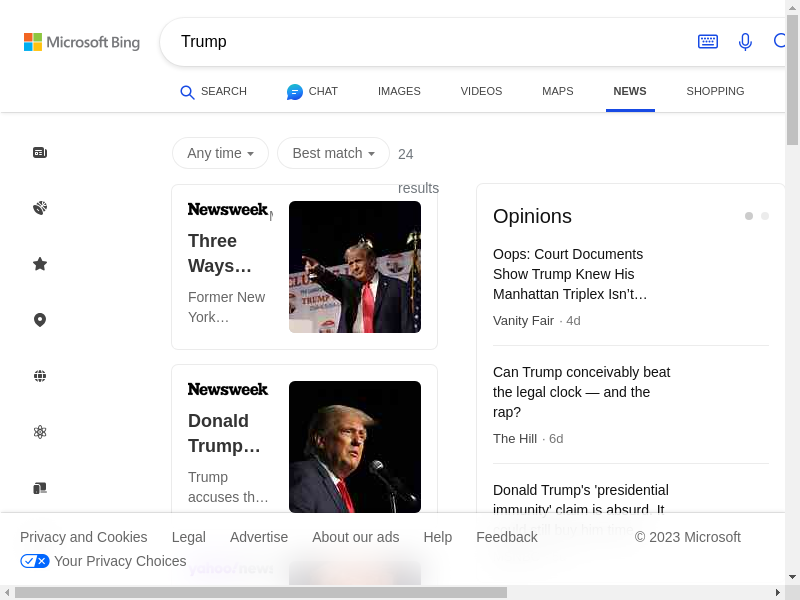 Microsoft Bing
Trump
SEARCH
CHAT
IMAGES
VIDEOS
MAPS
NEWS
SHOPPING
Any time
Best match
24
results
Newsweek
Three
Ways…
Former New
York…
Newsweek
Donald
Trump…
Trump
accuses th…
Opinions
Oops: Court Documents
Show Trump Knew His
Manhattan Triplex Isn't…
Vanity Fair · 4d
Can Trump conceivably beat
the legal clock — and the
rap?
The Hill · 6d
Donald Trump's 'presidential
immunity' claim is absurd. It
Privacy and Cookies
Legal
Advertise
About our ads
Help
Feedback
© 2023 Microsoft
Your Privacy Choices